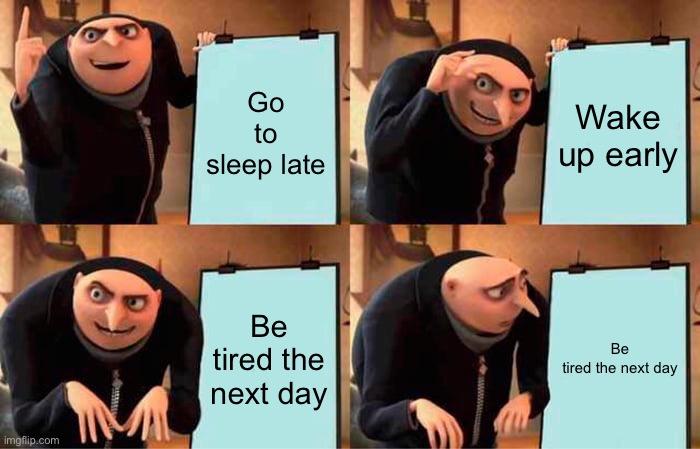 Go
to
sleep late
Wake
up early
Be
tired the
next day
Be
tired the next day
imgflip.com